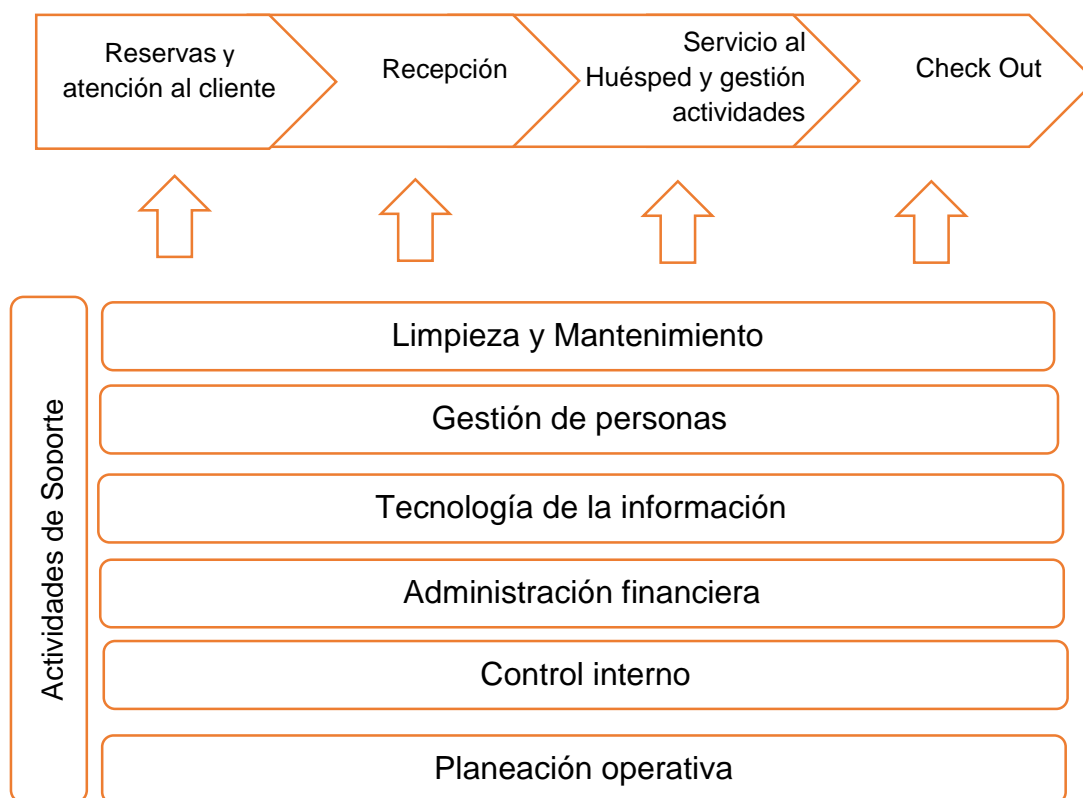 Reservas y
atención al cliente
Recepción
Servicio al
Huésped y gestión
actividades
Check Out
Actividades de Soporte
Limpieza y Mantenimiento
Gestión de personas
Tecnología de la información
Administración financiera
Control interno
Planeación operativa